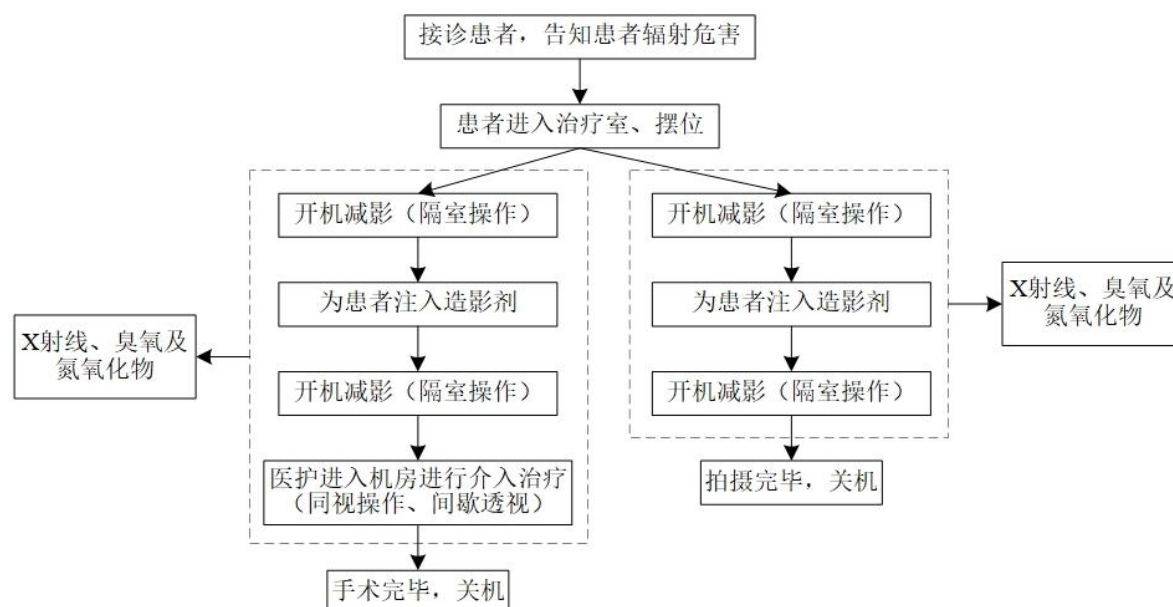 接诊患者，告知患者辐射危害
患者进入治疗室、摆位
开机减影（隔室操作）
为患者注入造影剂
开机减影（隔室操作）
医护进入机房进行介入治疗
（同视操作、间歇透视）
手术完毕，关机
X射线、臭氧及
氮氧化物
开机减影（隔室操作）
为患者注入造影剂
开机减影（隔室操作）
拍摄完毕，关机
X射线、臭氧及
氮氧化物